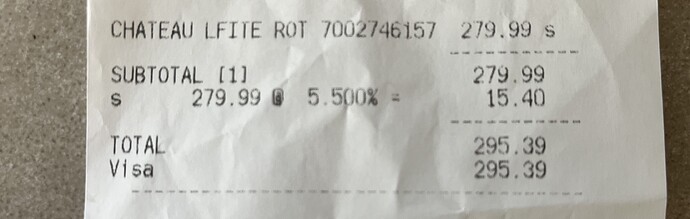 CHATEAU LFITE ROT 7002746157 279.99 s
SUBTOTAL [1] 279.99
s 279.99 @ 5.500% = 15.40
TOTAL 295.39
Visa 295.39